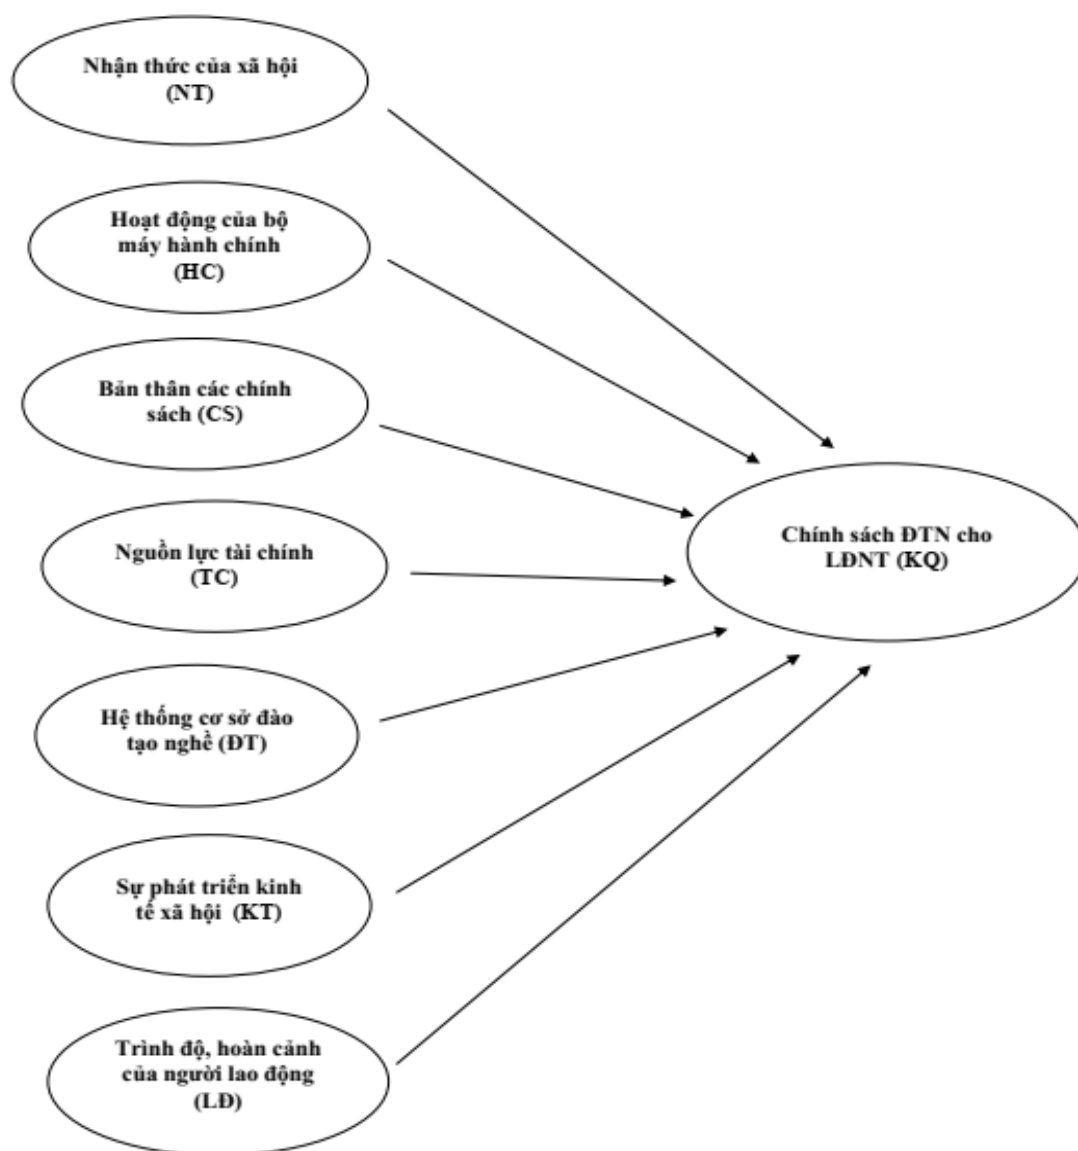 Nhận thức của xã hội
(NT)
Hoạt động của bộ
máy hành chính
(HC)
Bản thân các chính
sách (CS)
Nguồn lực tài chính
(TC)
Hệ thống cơ sở đào
tạo nghề (ĐT)
Sự phát triển kinh
tế xã hội (KT)
Trình độ, hoàn cảnh
của người lao động
(LĐ)
Chính sách ĐTN cho
LĐNT (KQ)